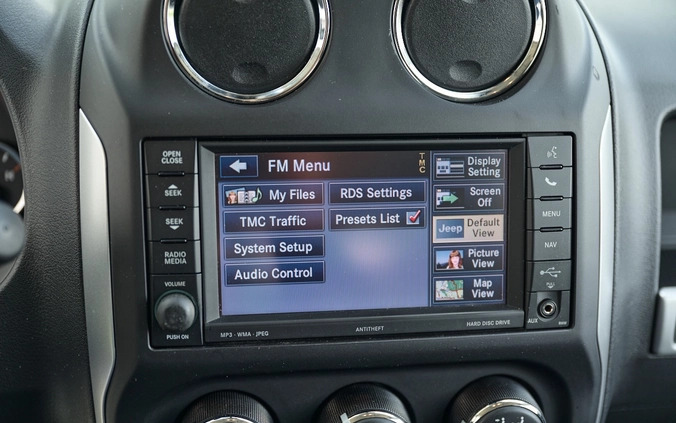 OPEN
CLOSE
SEEK
SEEK
RADIO
MEDIA
VOLUME
PUSH ON
FM Menu
TMC
My Files
RDS Settings
TMC Traffic
Presets List
System Setup
Audio Control
Display
Setting
Screen
Off
Jeep
Default
View
Picture
View
Map
View
MENU
NAV
AUX
MP3 · WMA · JPEG
ANTITHEFT
HARD DISC DRIVE